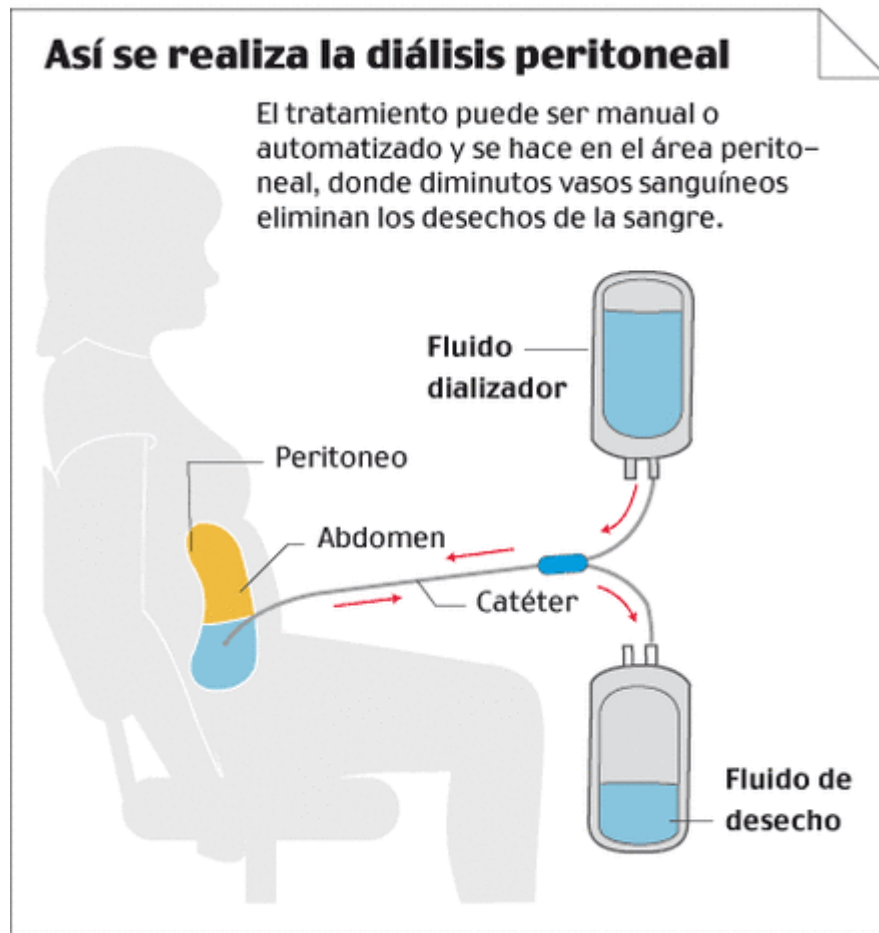 Así se realiza la diálisis peritoneal
El tratamiento puede ser manual o
automatizado y se hace en el área perito-
neal, donde diminutos vasos sanguíneos
eliminan los desechos de la sangre.
Fluido
dializador
Peritoneo
Abdomen
Catéter
Fluido de
desecho